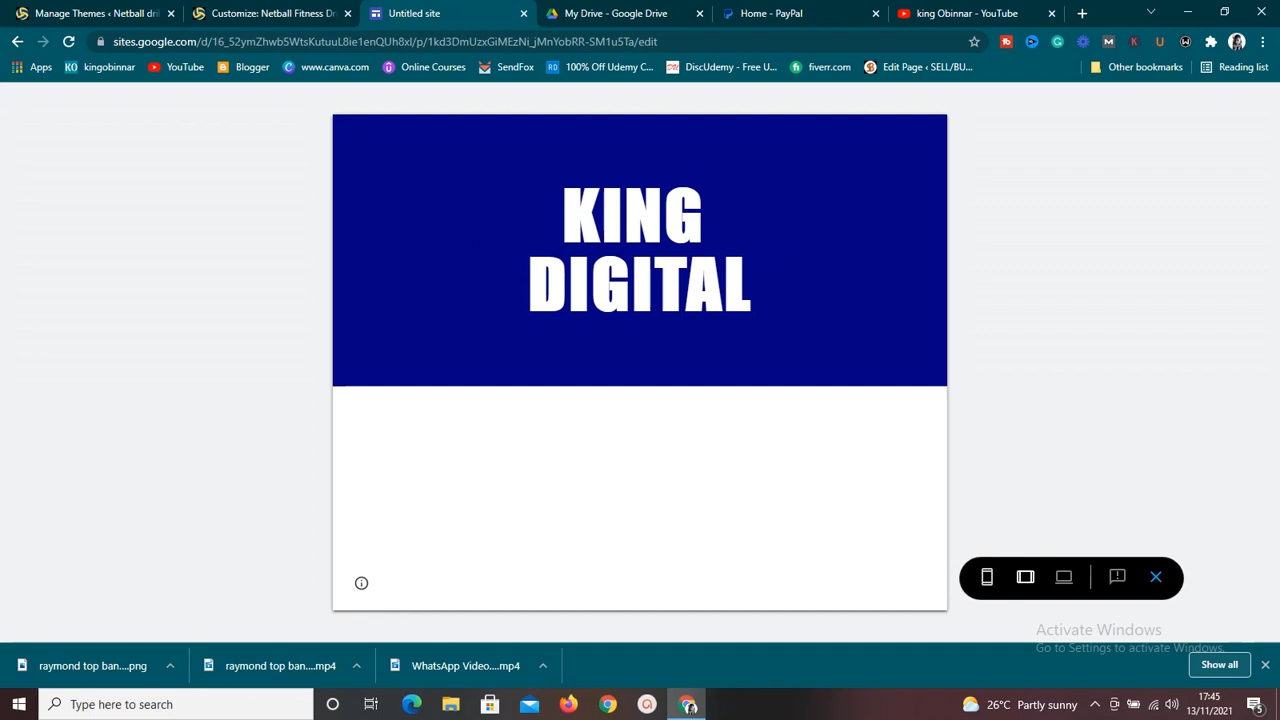 Manage Themes ‹ Netball dril
Customize: Netball Fitness Dr
Untitled site
My Drive - Google Drive
Home - PayPal
king Obinnar - YouTube
sites.google.com/d/16_52ymZhwb5WtsKutuuL8ie1enQUh8xl/p/1kd3DmUzxGiMEzNi_jMnYobRR-SM1u5Ta/edit
Apps
kingobinnar
YouTube
Blogger
www.canva.com
Online Courses
SendFox
100% Off Udemy C...
DiscUdemy - Free U...
fiverr.com
Edit Page ‹ SELL/BU...
Other bookmarks
Reading list
KING
DIGITAL
Activate Windows
Go to Settings to activate Windows.
raymond top ban....png
raymond top ban....mp4
WhatsApp Video....mp4
Show all
Type here to search
26°C Partly sunny
17:45
13/11/2021
5